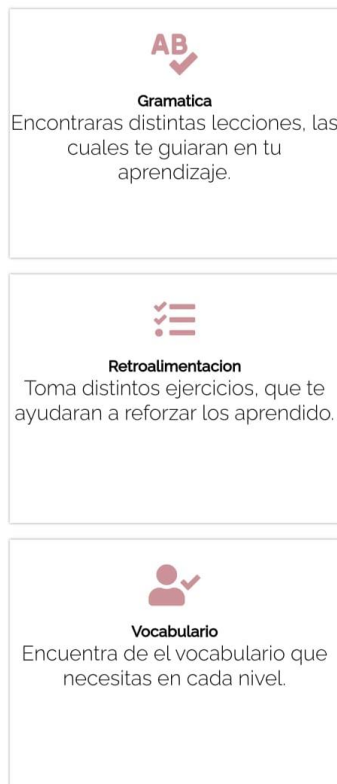 AB
Gramatica
Encontraras distintas lecciones, las
cuales te guiaran en tu
aprendizaje.
Retroalimentacion
Toma distintos ejercicios, que te
ayudaran a reforzar los aprendido.
Vocabulario
Encuentra de el vocabulario que
necesitas en cada nivel.